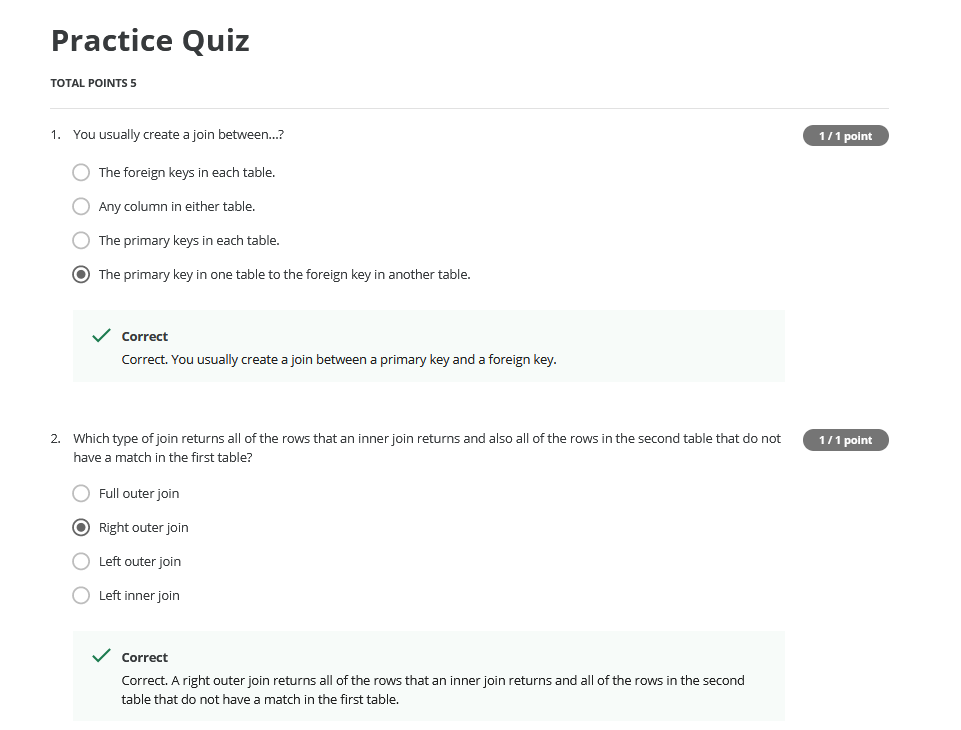 Practice Quiz
TOTAL POINTS 5
1. You usually create a join between...?
1 / 1 point
The foreign keys in each table.
Any column in either table.
The primary keys in each table.
The primary key in one table to the foreign key in another table.
Correct
Correct. You usually create a join between a primary key and a foreign key.
2. Which type of join returns all of the rows that an inner join returns and also all of the rows in the second table that do not
have a match in the first table?
1 / 1 point
Full outer join
Right outer join
Left outer join
Left inner join
Correct
Correct. A right outer join returns all of the rows that an inner join returns and all of the rows in the second
table that do not have a match in the first table.